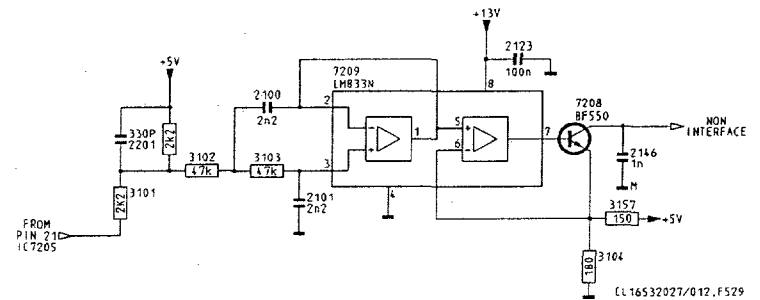 +13V
2123
100n
+5V
7209
LM833N
8
2100
2n2
2
7208
BF550
330P
2201
2k2
3102
47k
3103
47k
1
5
6
7
NON
INTERFACE
3
2101
2n2
4
2146
1n
M
3101
2K2
FROM
PIN 21
IC7205
3157
150
+5V
3104
180
CL16532027/012.F529